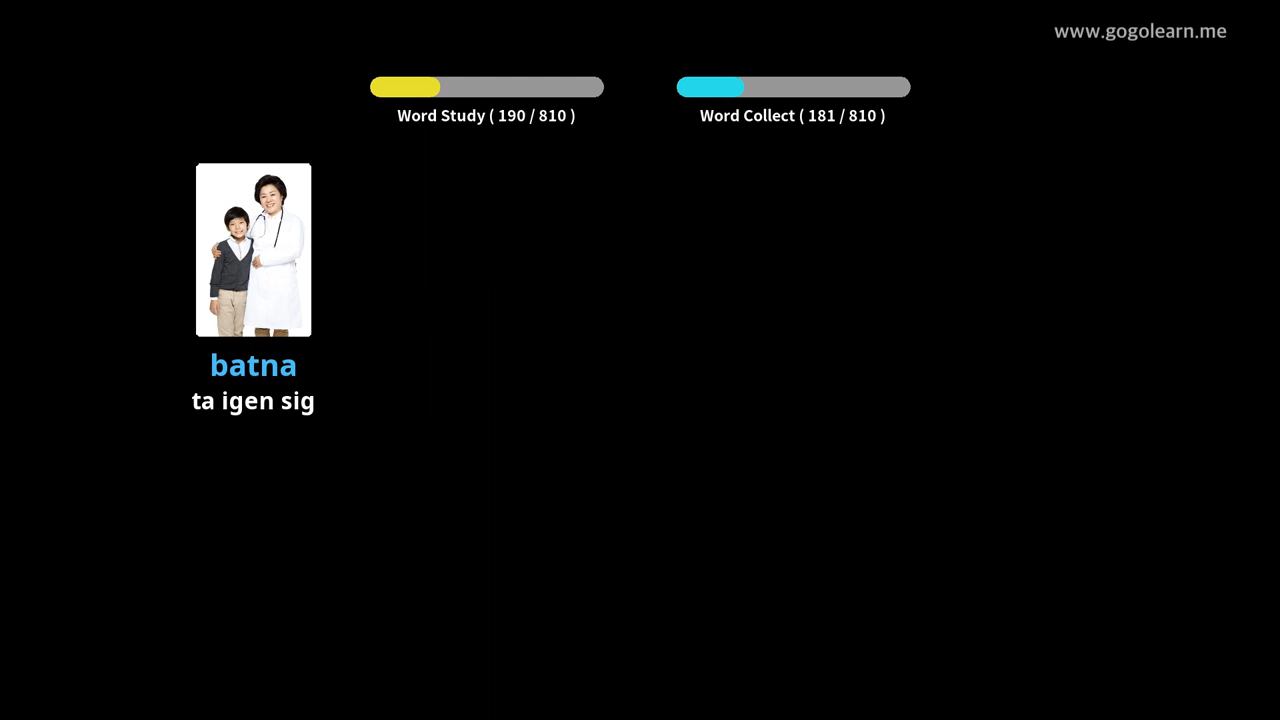 www.gogolearn.me
Word Study ( 190 / 810 )
Word Collect ( 181 / 810 )
batna
ta igen sig